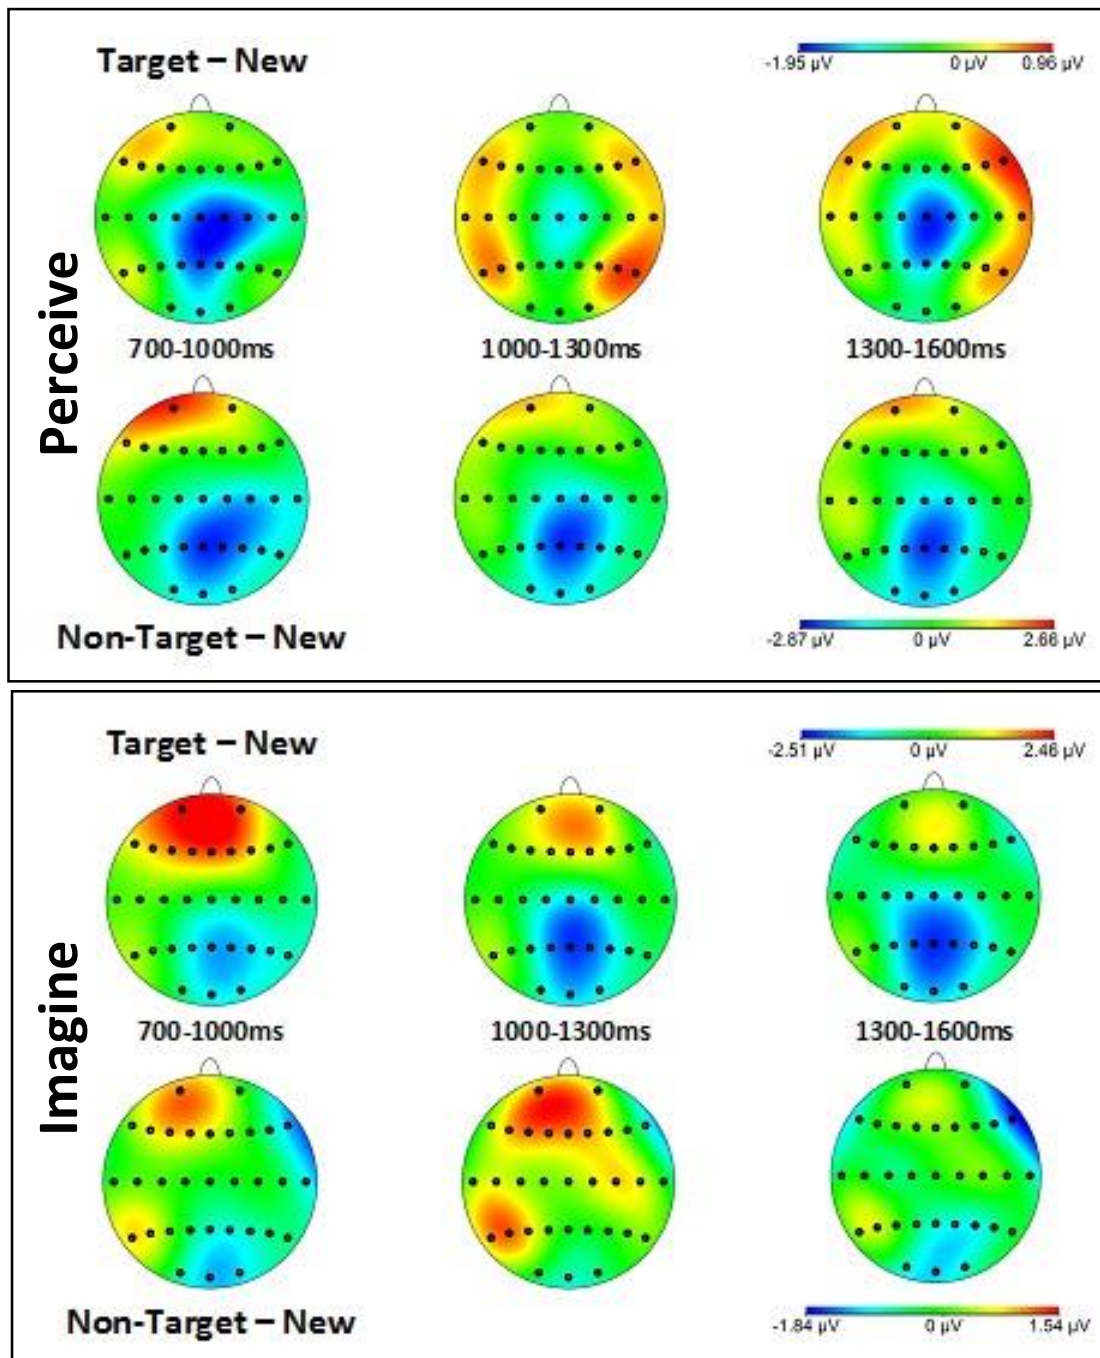 Target – New
-1.95 µV 0 µV 0.96 µV
Perceive
700-1000ms 1000-1300ms 1300-1600ms
Non-Target – New
-2.87 µV 0 µV 2.66 µV
Target – New
-2.51 µV 0 µV 2.46 µV
Imagine
700-1000ms 1000-1300ms 1300-1600ms
Non-Target – New
-1.84 µV 0 µV 1.54 µV